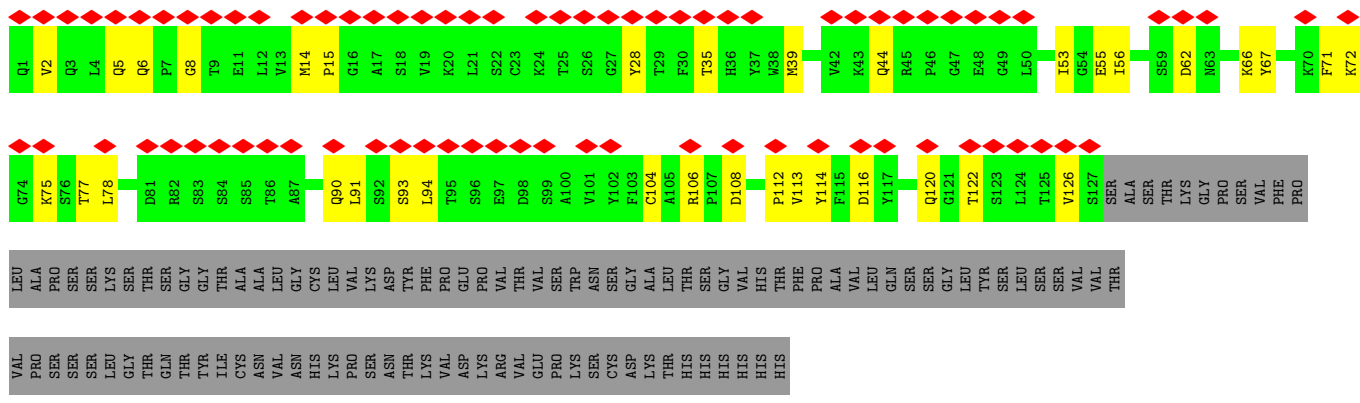 Q1 V2 Q3 L4 Q5 Q6 P7 G8 T9 E11 L12 V13 M14 P15 G16 A17 S18 V19 K20 L21 S22 C23 K24 T25 S26 G27 Y28 T29 F30 T35 H36 Y37 W38 M39 V42 K43 Q44 R45 P46 G47 E48 G49 L50 I53 G54 E55 I56 S59 D62 N63 K66 Y67 K70 F71 K72
G74 K75 S76 T77 L78 D81 R82 S83 S84 S85 T86 A87 Q90 L91 S92 S93 L94 T95 S96 E97 D98 S99 A100 V101 Y102 F103 C104 A105 R106 P107 D108 P112 V113 Y114 F115 D116 Y117 Q120 G121 T122 S123 L124 T125 V126 S127 SER ALA SER THR LYS GLY PRO SER VAL PHE PRO
LEU ALA PRO SER SER LYS SER THR SER GLY GLY THR ALA ALA LEU GLY CYS LEU VAL LYS ASP TYR PHE PRO GLU PRO VAL THR VAL SER TRP ASN SER GLY ALA LEU THR SER GLY VAL HIS THR PHE PRO ALA VAL LEU GLN SER SER GLY LEU TYR SER LEU SER SER VAL VAL THR
VAL PRO SER SER SER LEU GLY THR GLN THR TYR ILE CYS ASN VAL ASN HIS LYS PRO SER ASN THR LYS VAL ASP LYS ARG VAL GLU PRO LYS SER CYS ASP LYS THR HIS HIS HIS HIS HIS HIS